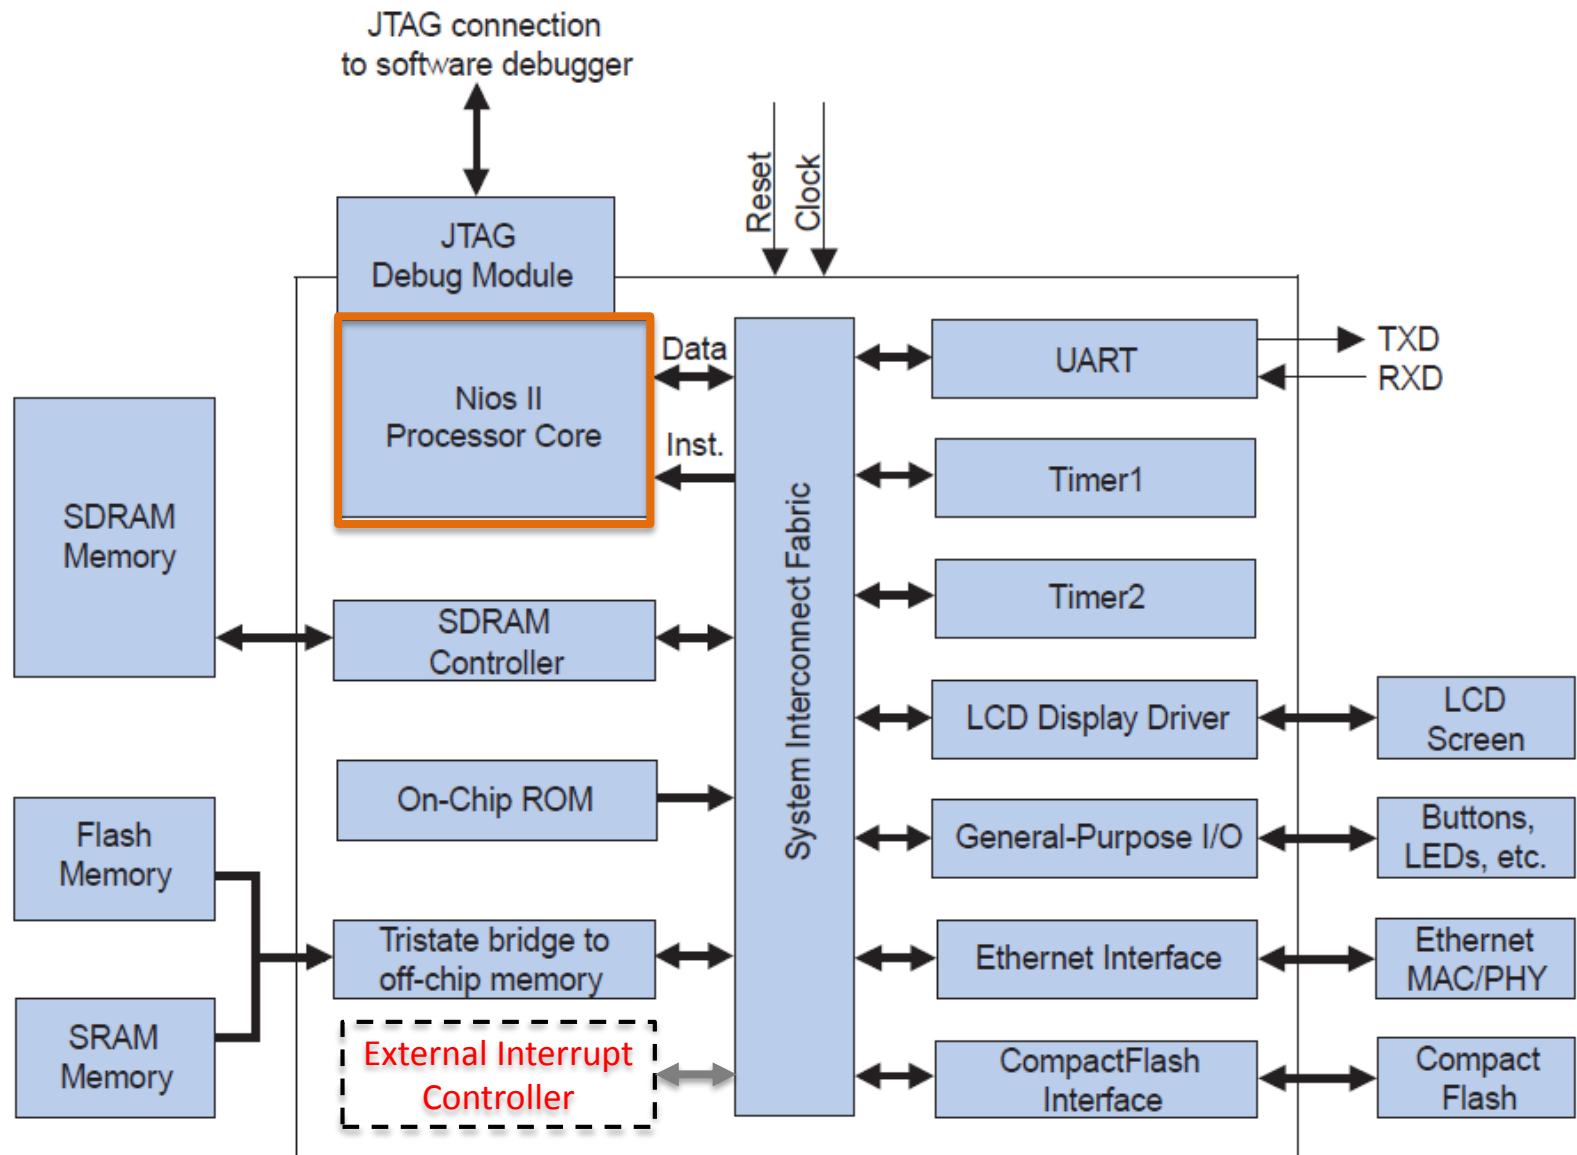 JTAG connection
to software debugger
Reset
Clock
JTAG
Debug Module
Nios II
Processor Core
Data
Inst.
System Interconnect Fabric
UART
TXD
RXD
Timer1
Timer2
SDRAM
Memory
SDRAM
Controller
LCD Display Driver
LCD
Screen
On-Chip ROM
General-Purpose I/O
Buttons,
LEDs, etc.
Flash
Memory
Tristate bridge to
off-chip memory
Ethernet Interface
Ethernet
MAC/PHY
SRAM
Memory
External Interrupt
Controller
CompactFlash
Interface
Compact
Flash